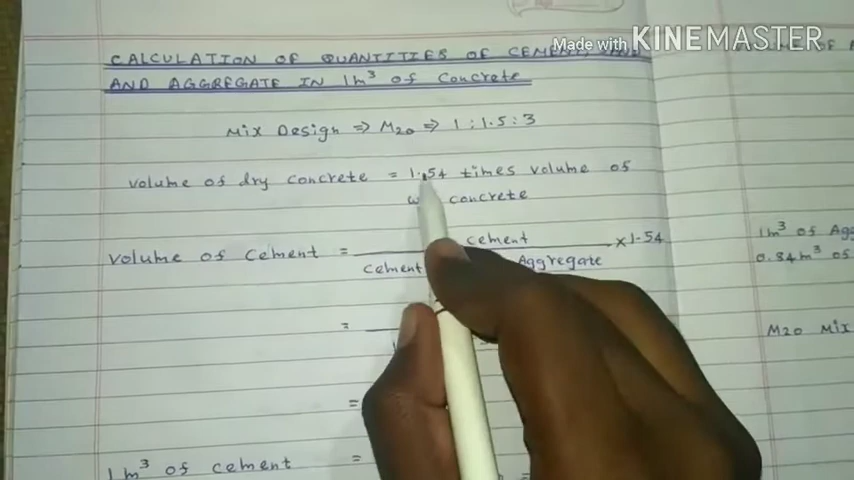 Made with KINEMASTER
CALCULATION OF QUANTITIES OF CEMENT,
AND AGGREGATE IN 1m³ of Concrete
Mix Design ⇒ M20 ⇒ 1 : 1.5 : 3
Volume of dry concrete = 1.54 times volume of
concrete
Volume of cement = cement × 1.54
cement Aggregate
=
=
1m³ of cement =
1m³ of
0.84m³ of
M20 Mix